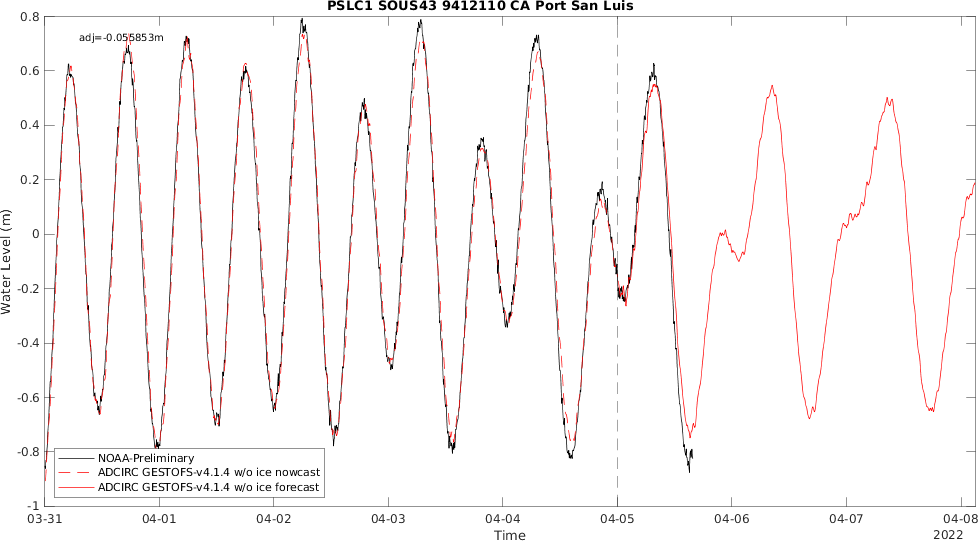 PSLC1 SOUS43 9412110 CA Port San Luis
adj=-0.055853m
0.8
0.6
0.4
0.2
0
-0.2
-0.4
-0.6
-0.8
-1
Water Level (m)
NOAA-Preliminary
ADCIRC GESTOFS-v4.1.4 w/o ice nowcast
ADCIRC GESTOFS-v4.1.4 w/o ice forecast
03-31 04-01 04-02 04-03 04-04 04-05 04-06 04-07 04-08
Time
2022